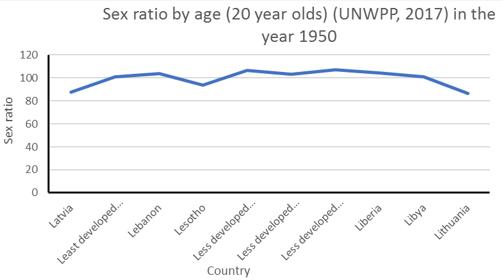 Sex ratio by age (20 year olds) (UNWPP, 2017) in the
year 1950
120
100
80
60
40
20
0
Sex ratio
Latvia
Least developed...
Lebanon
Lesotho
Less developed...
Less developed...
Less developed...
Liberia
Libya
Lithuania
Country